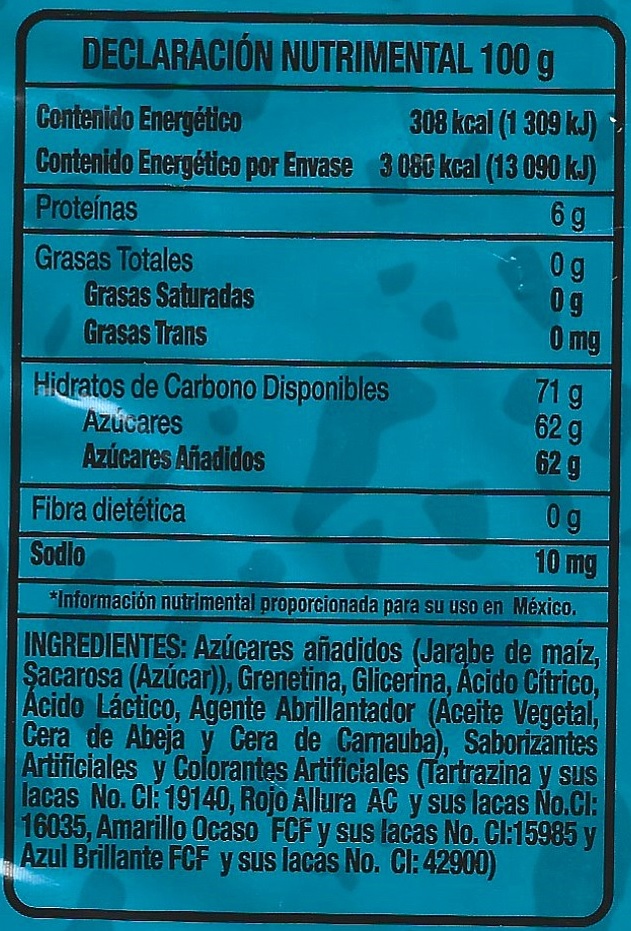 DECLARACIÓN NUTRIMENTAL 100 g
Contenido Energético 308 kcal (1 309 kJ)
Contenido Energético por Envase 3 080 kcal (13 090 kJ)
Proteínas 6 g
Grasas Totales 0 g
Grasas Saturadas 0 g
Grasas Trans 0 mg
Hidratos de Carbono Disponibles 71 g
Azúcares 62 g
Azúcares Añadidos 62 g
Fibra dietética 0 g
Sodio 10 mg
*Información nutrimental proporcionada para su uso en México.
INGREDIENTES: Azúcares añadidos (Jarabe de maíz,
Sacarosa (Azúcar)), Grenetina, Glicerina, Ácido Cítrico,
Ácido Láctico, Agente Abrillantador (Aceite Vegetal,
Cera de Abeja y Cera de Carnauba), Saborizantes
Artificiales y Colorantes Artificiales (Tartrazina y sus
lacas No. CI: 19140, Rojo Allura AC y sus lacas No.CI:
16035, Amarillo Ocaso FCF y sus lacas No. CI:15985 y
Azul Brillante FCF y sus lacas No. CI: 42900)